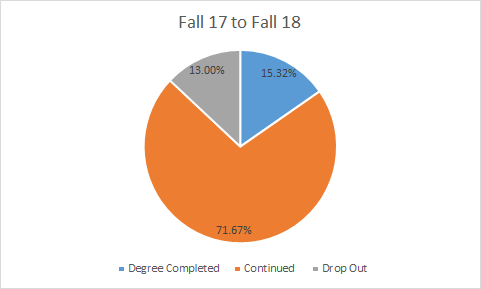 Fall 17 to Fall 18
13.00%
15.32%
71.67%
Degree Completed Continued Drop Out